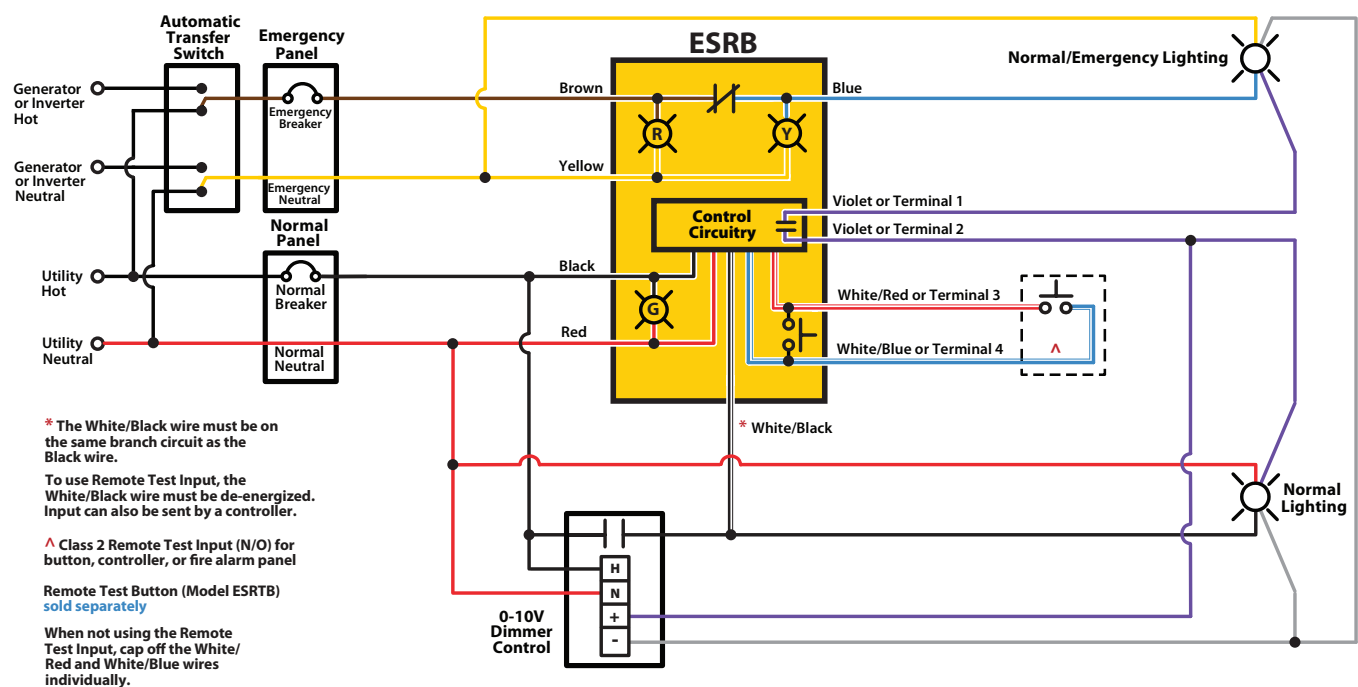 Automatic
Transfer
Switch
Emergency
Panel
ESRB
Normal/Emergency Lighting
Generator
or Inverter
Hot
Emergency
Breaker
Brown
Blue
R
Y
Generator
or Inverter
Neutral
Emergency
Neutral
Yellow
Normal
Panel
Control
Circuitry
Violet or Terminal 1
Violet or Terminal 2
Utility
Hot
Normal
Breaker
Black
G
White/Red or Terminal 3
Utility
Neutral
Normal
Neutral
Red
White/Blue or Terminal 4
^
* White/Black
* The White/Black wire must be on
the same branch circuit as the
Black wire.
To use Remote Test Input, the
White/Black wire must be de-energized.
Input can also be sent by a controller.
^ Class 2 Remote Test Input (N/O) for
button, controller, or fire alarm panel
Remote Test Button (Model ESRTB)
sold separately
When not using the Remote
Test Input, cap off the White/
Red and White/Blue wires
individually.
Normal
Lighting
H
N
+
-
0-10V
Dimmer
Control